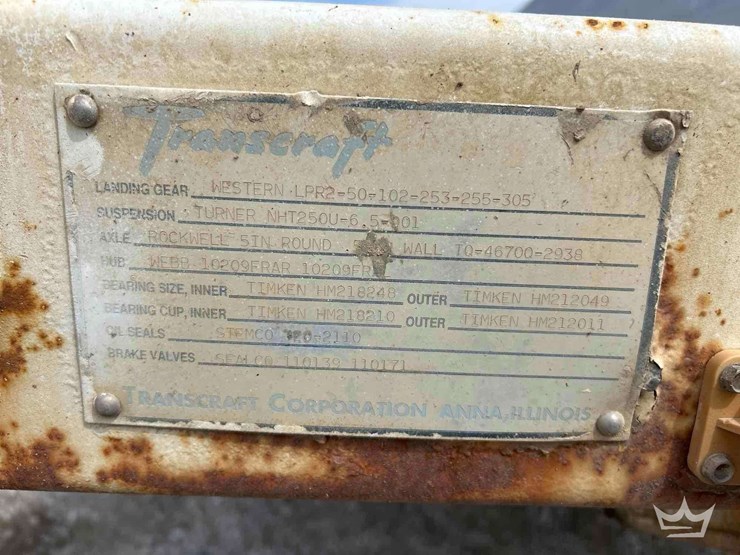 Transcraft
LANDING GEAR WESTERN LPR2-50-102-253-255-305
SUSPENSION TURNER NHT250U-6.5-001
AXLE ROCKWELL 5IN ROUND WALL TQ-46700-2938
HUB WEBB 10209FRAR 10209FR
BEARING SIZE, INNER TIMKEN HM218248 OUTER TIMKEN HM212049
BEARING CUP, INNER TIMKEN HM218210 OUTER TIMKEN HM212011
OIL SEALS STEMCO
BRAKE VALVES SEALCO 110139 110171
TRANSCRAFT CORPORATION ANNA, ILLINOIS